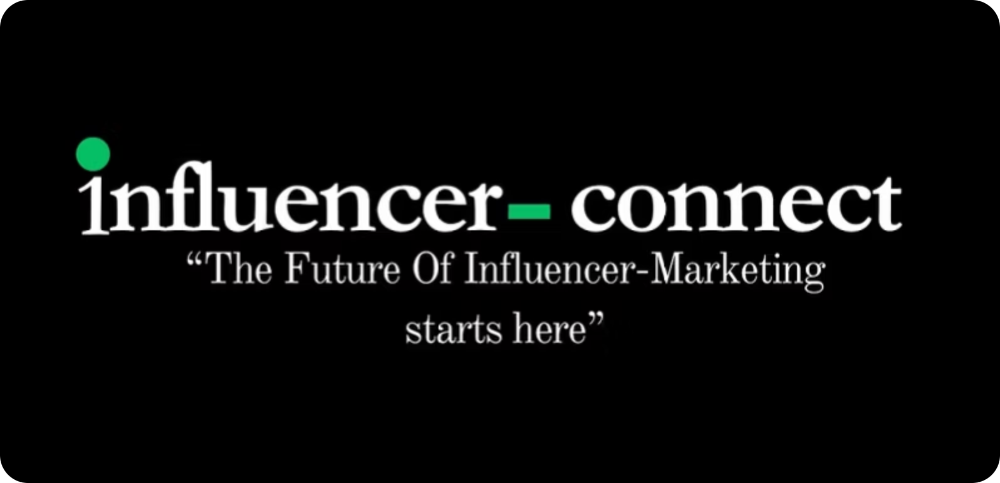 influencer- connect
“The Future Of Influencer-Marketing
starts here”